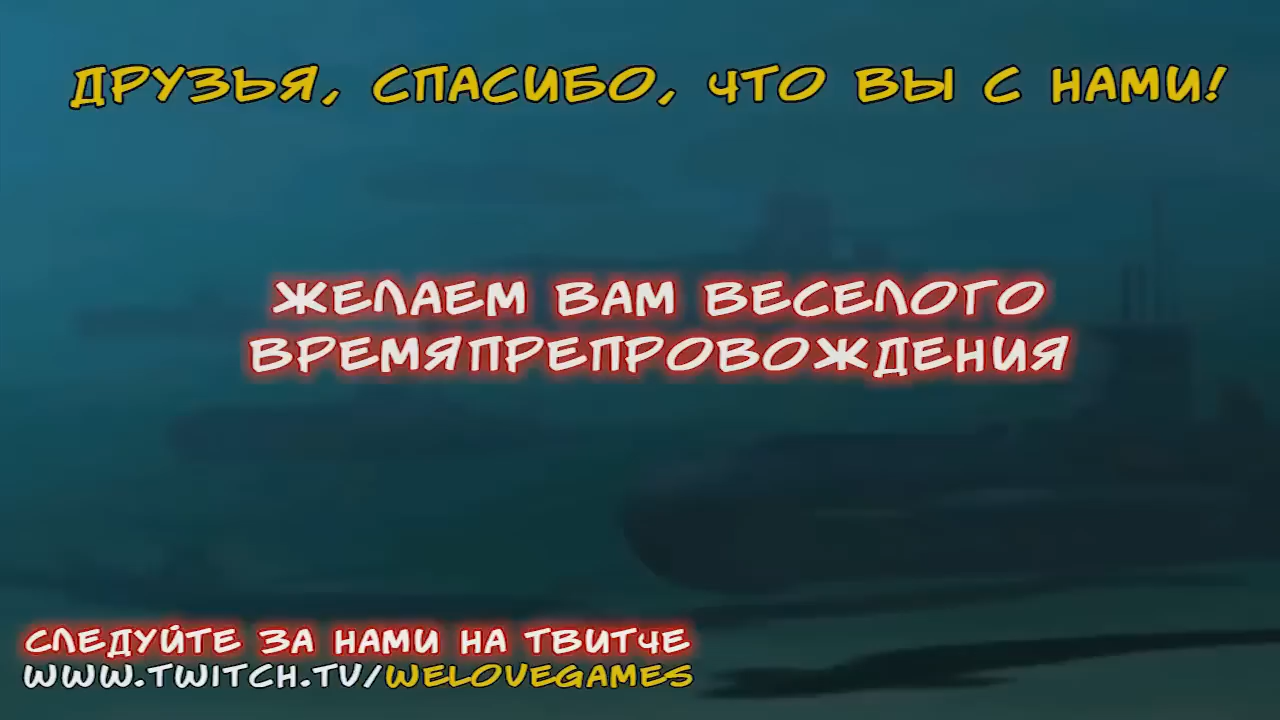 ДРУЗЬЯ, СПАСИБО, ЧТО ВЫ С НАМИ!
ЖЕЛАЕМ ВАМ ВЕСЕЛОГО
ВРЕМЯПРЕПРОВОЖДЕНИЯ
СЛЕДУЙТЕ ЗА НАМИ НА ТВИТЧЕ
WWW.TWITCH.TV/WELOVEGAMES